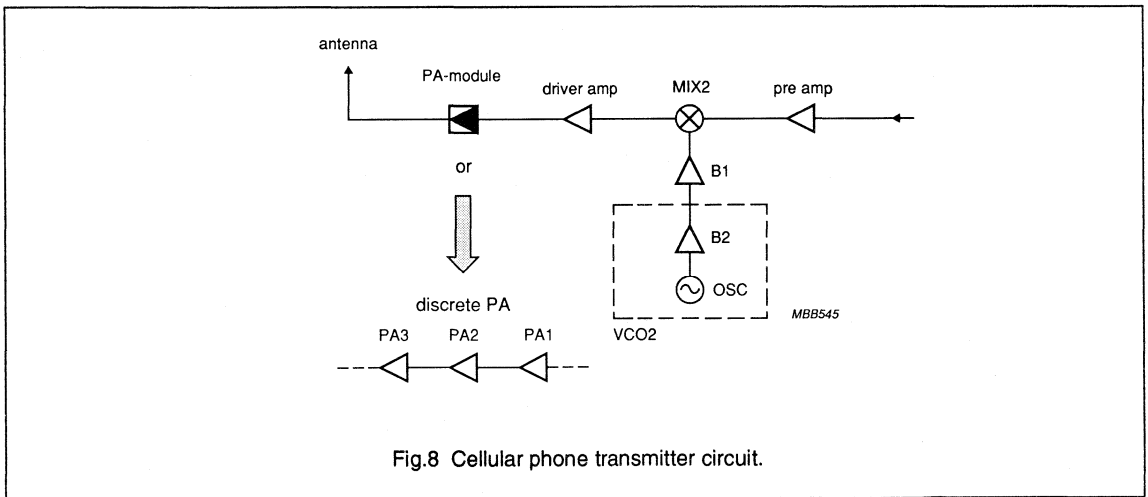 antenna
PA-module
driver amp
MIX2
pre amp
or
B1
B2
OSC
discrete PA
MBB545
VCO2
PA3 PA2 PA1
Fig.8 Cellular phone transmitter circuit.